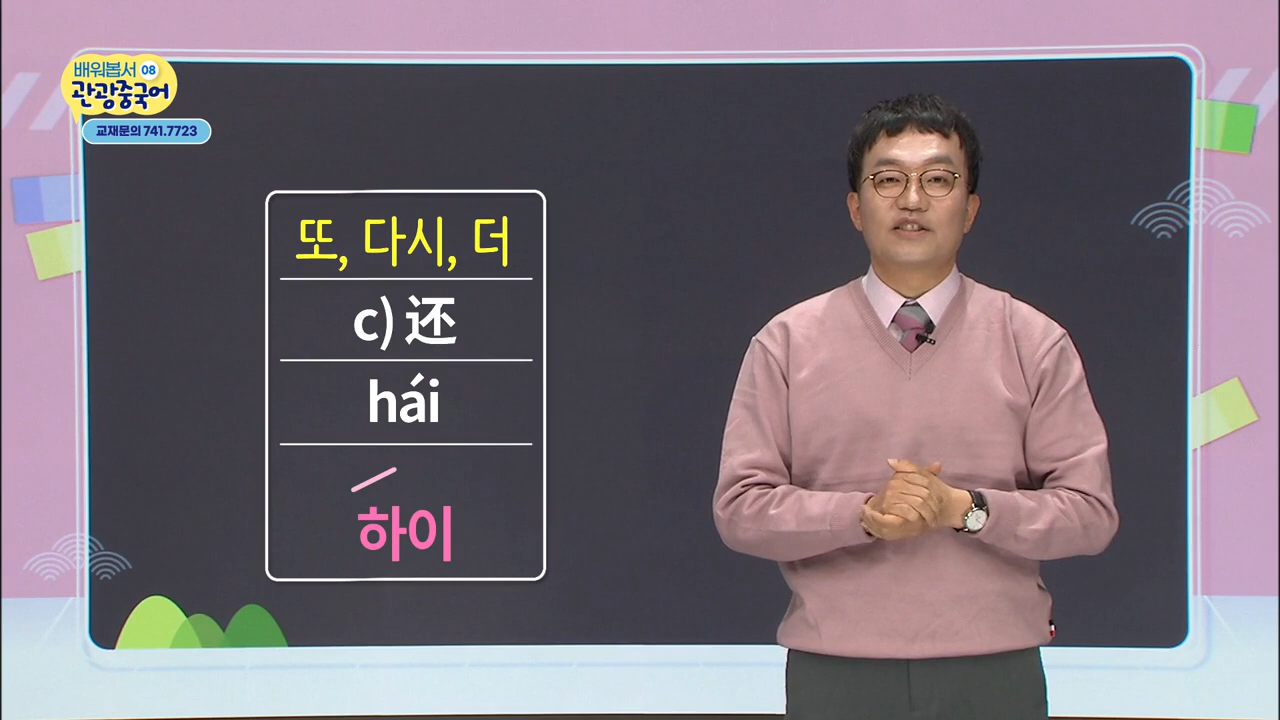 배워봅서 08
관광중국어
교재문의 741.7723
또, 다시, 더
c) 还
hái
하이